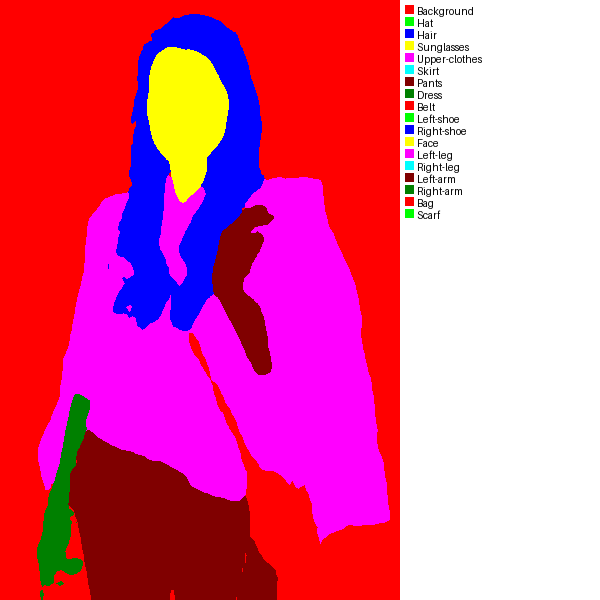 Background
Hat
Hair
Sunglasses
Upper-clothes
Skirt
Pants
Dress
Belt
Left-shoe
Right-shoe
Face
Left-leg
Right-leg
Left-arm
Right-arm
Bag
Scarf